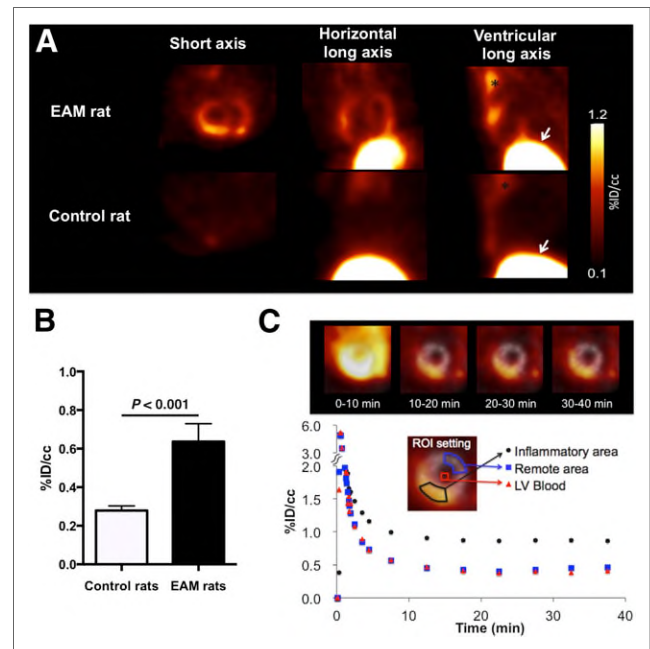 A
Short axis
Horizontal
long axis
Ventricular
long axis
EAM rat
*
Control rat
*
1.2
%ID/cc
0.1
B
P < 0.001
%ID/cc
1.0
0.8
0.6
0.4
0.2
0.0
Control rats
EAM rats
C
0-10 min
10-20 min
20-30 min
30-40 min
%ID/cc
6.0
3.0
2.0
1.5
1.0
0.5
0.0
ROI setting
Inflammatory area
Remote area
LV Blood
0
10
20
30
40
Time (min)